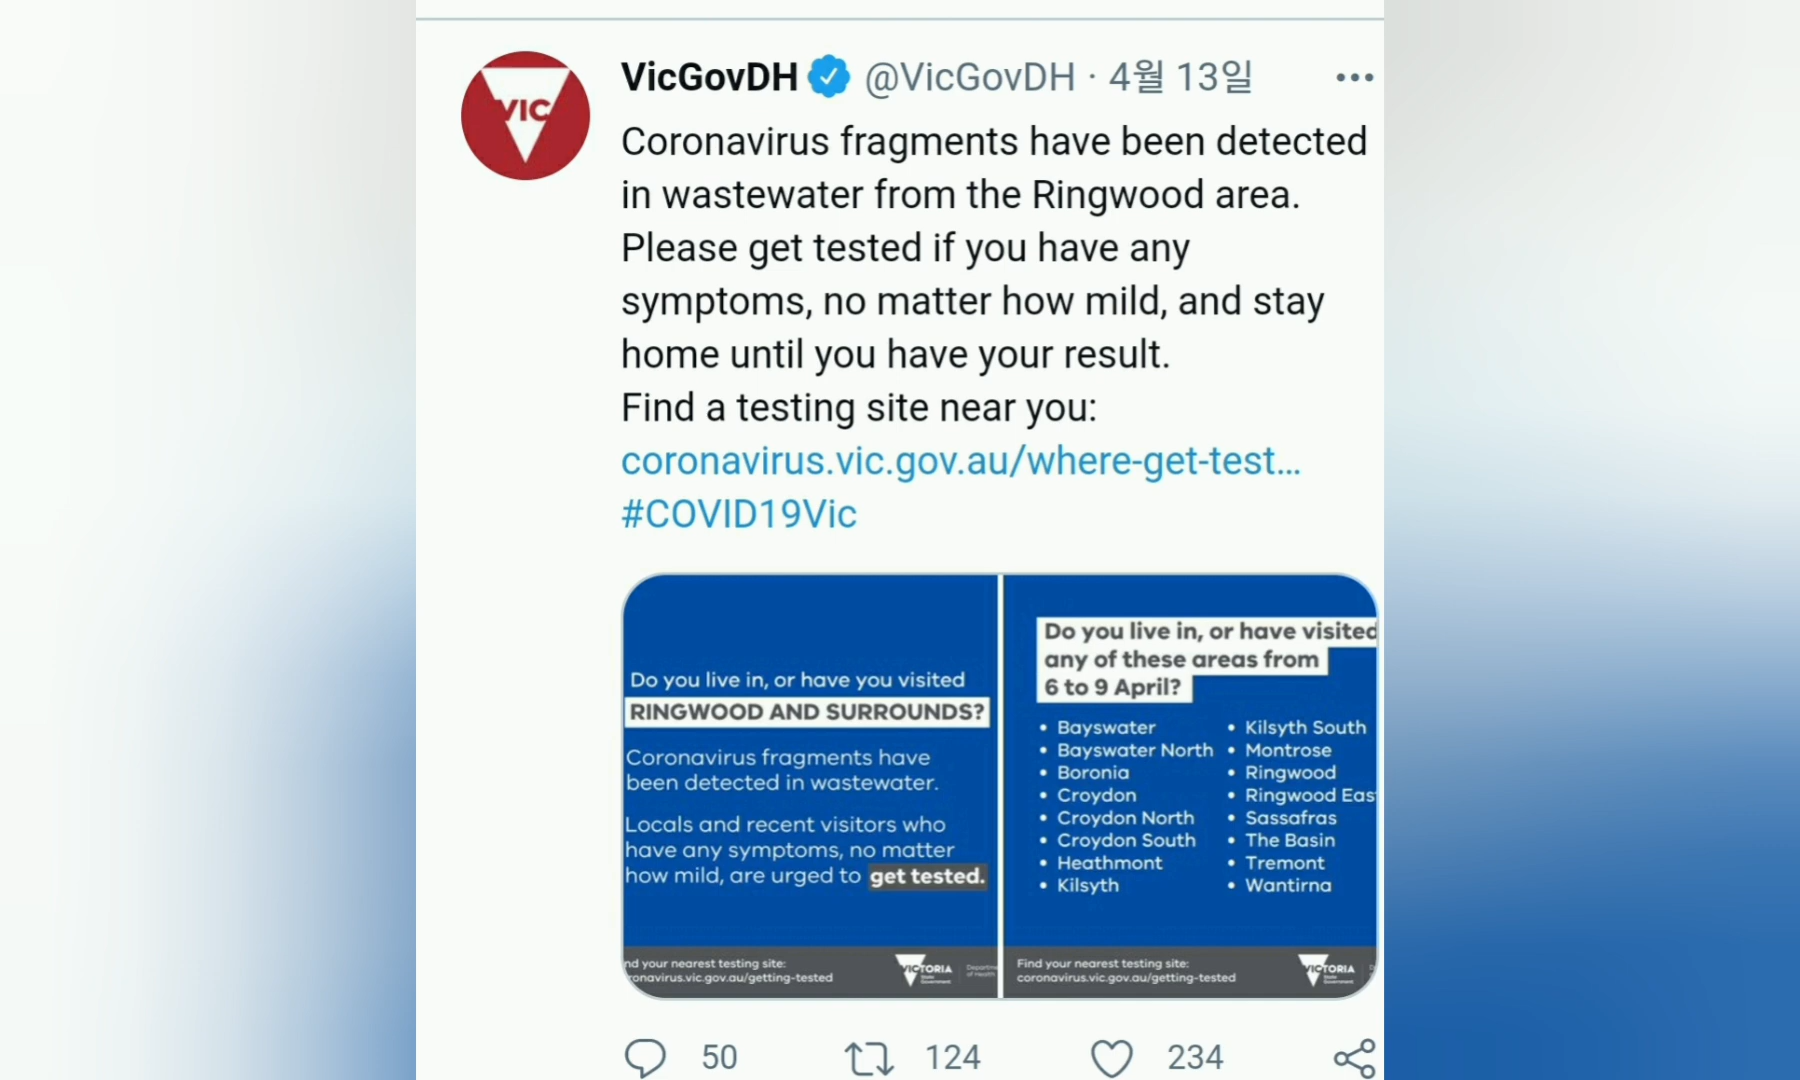 VIC
VicGovDH @VicGovDH · 4월 13일
Coronavirus fragments have been detected
in wastewater from the Ringwood area.
Please get tested if you have any
symptoms, no matter how mild, and stay
home until you have your result.
Find a testing site near you:
coronavirus.vic.gov.au/where-get-test...
#COVID19Vic
Do you live in, or have you visited
RINGWOOD AND SURROUNDS?
Coronavirus fragments have
been detected in wastewater.
Locals and recent visitors who
have any symptoms, no matter
how mild, are urged to get tested.
nd your nearest testing site:
ronavirus.vic.gov.au/getting-tested
VICTORIA
State
Government
Do you live in, or have visited
any of these areas from
6 to 9 April?
• Bayswater
• Bayswater North
• Boronia
• Croydon
• Croydon North
• Croydon South
• Heathmont
• Kilsyth
• Kilsyth South
• Montrose
• Ringwood
• Ringwood Eas
• Sassafras
• The Basin
• Tremont
• Wantirna
Find your nearest testing site:
coronavirus.vic.gov.au/getting-tested
VICTORIA
State
Government
50 124 234